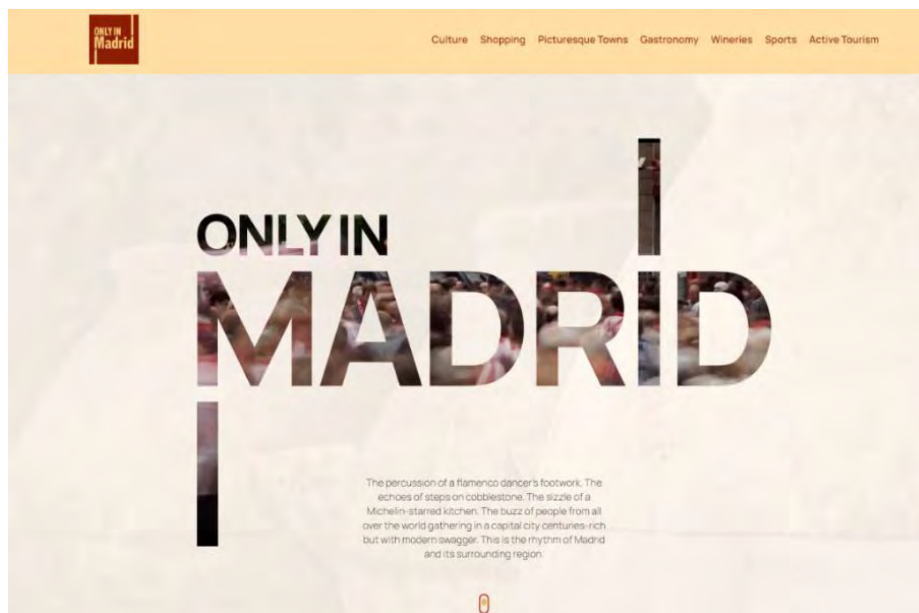 ONLY IN
Madrid
Culture Shopping Picturesque Towns Gastronomy Wineries Sports Active Tourism
ONLY IN
MADRID
The percussion of a flamenco dancer's footwork. The
echoes of steps on cobblestone. The sizzle of a
Michelin-starred kitchen. The buzz of people from all
over the world gathering in a capital city centuries-rich
but with modern swagger. This is the rhythm of Madrid
and its surrounding region.